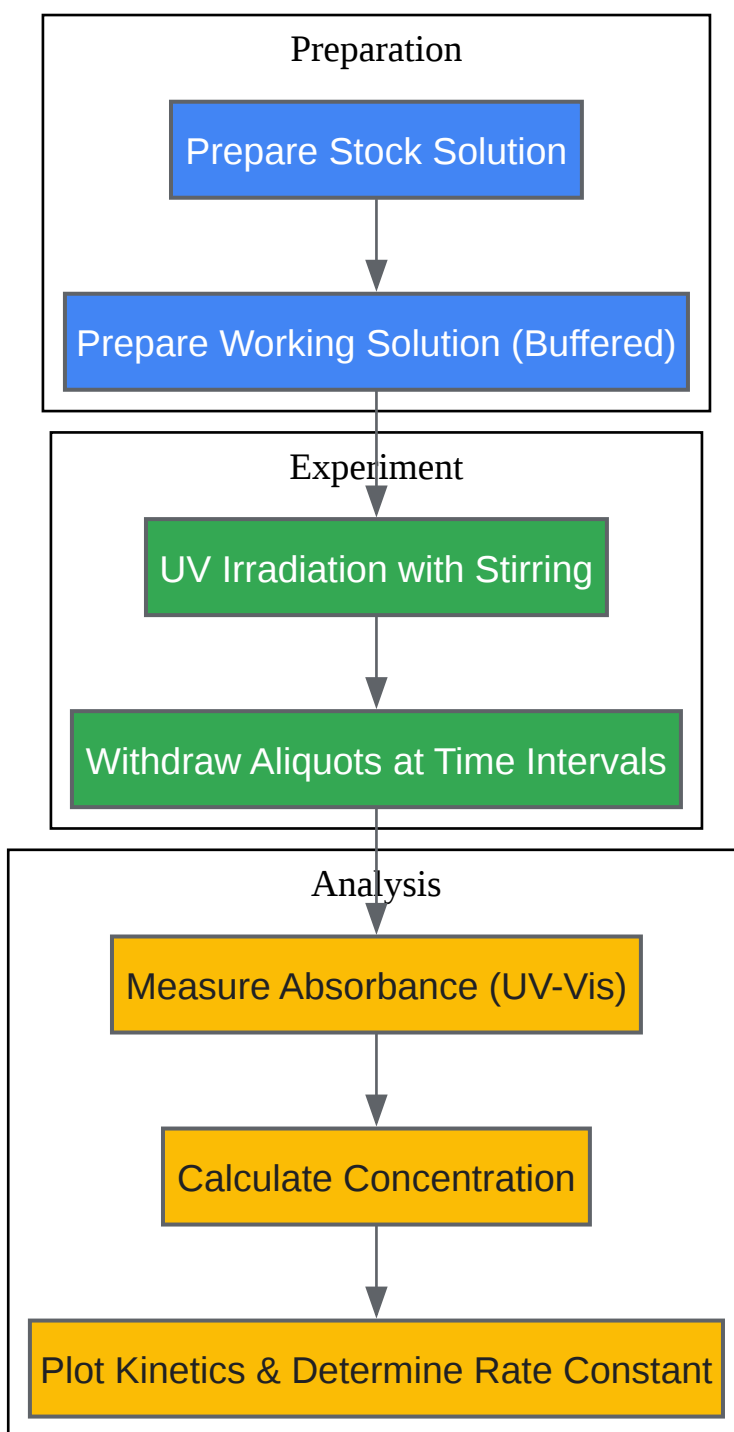 Preparation
Prepare Stock Solution
Prepare Working Solution (Buffered)
Experiment
UV Irradiation with Stirring
Withdraw Aliquots at Time Intervals
Analysis
Measure Absorbance (UV-Vis)
Calculate Concentration
Plot Kinetics & Determine Rate Constant